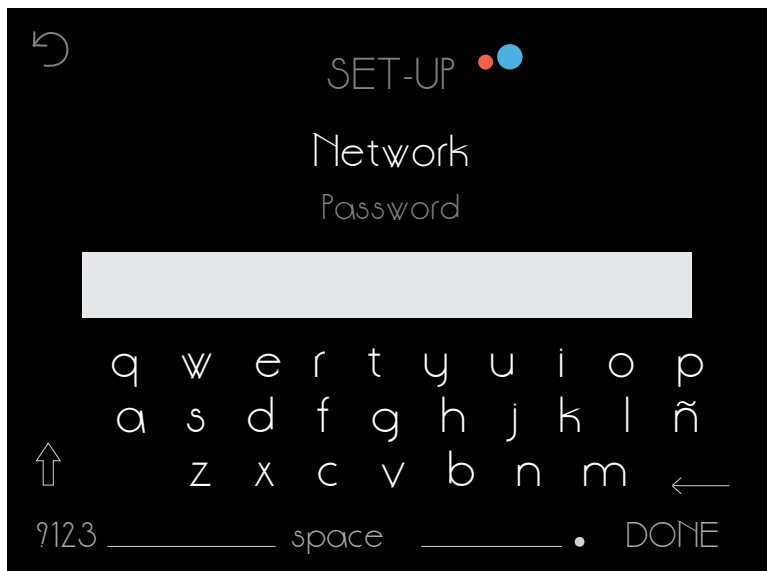 SET-UP
Network
Password
q w e r t y u i o p
a s d f g h j k l ñ
z x c v b n m
?123 space . DONE